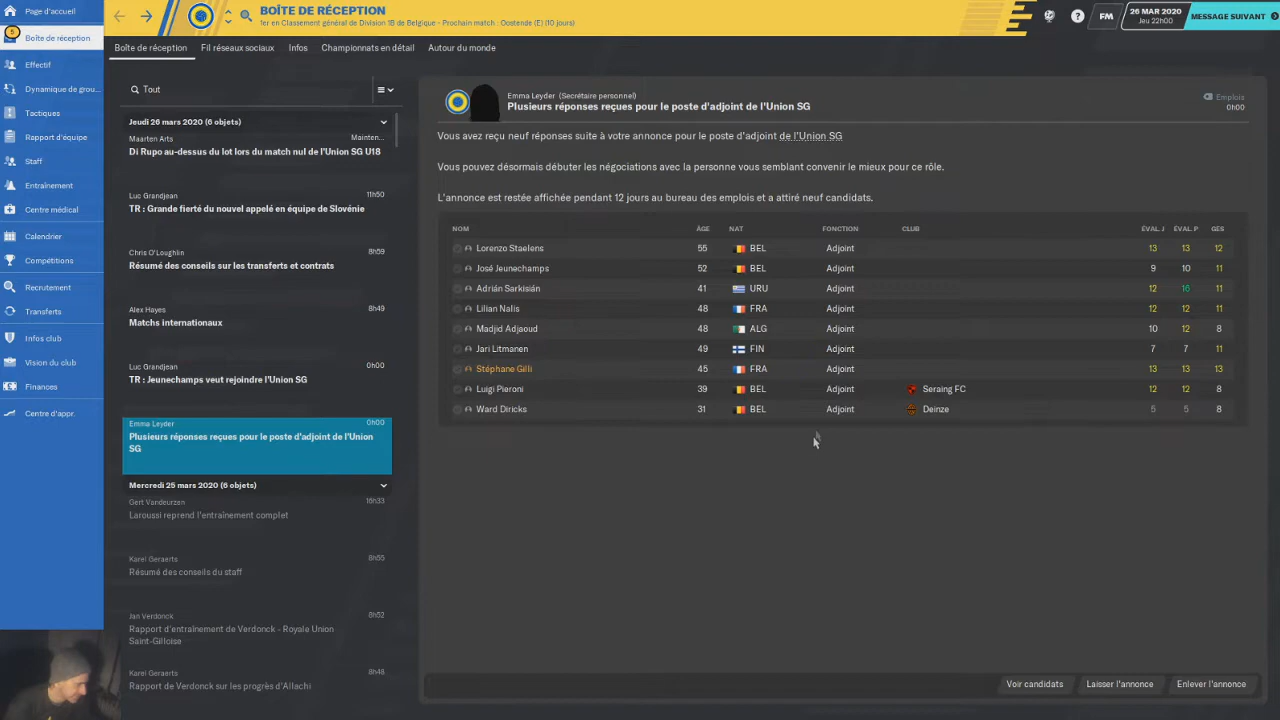 Page d'accueil
5
Boîte de réception
Effectif
Dynamique de grou...
Tactiques
Rapport d'équipe
Staff
Entraînement
Centre médical
Calendrier
Compétitions
Recrutement
Transferts
Infos club
Vision du club
Finances
Centre d'appr.
BOÎTE DE RÉCEPTION
1er en Classement général de Division 1B de Belgique - Prochain match : Oostende (E) (10 jours)
FM
26 MAR 2020
Jeu 22h00
MESSAGE SUIVANT
Boîte de réception Fil réseaux sociaux Infos Championnats en détail Autour du monde
Tout
Jeudi 26 mars 2020 (6 objets)
Maarten Arts Mainten...
Di Rupo au-dessus du lot lors du match nul de l'Union SG U18
Luc Grandjean 11h50
TR : Grande fierté du nouvel appelé en équipe de Slovénie
Chris O'Loughlin 8h59
Résumé des conseils sur les transferts et contrats
Alex Hayes 8h49
Matchs internationaux
Luc Grandjean 0h00
TR : Jeunechamps veut rejoindre l'Union SG
Emma Leyder 0h00
Plusieurs réponses reçues pour le poste d'adjoint de l'Union
SG
Mercredi 25 mars 2020 (6 objets)
Gert Vandeurzen 16h33
Laroussi reprend l'entraînement complet
Karel Geraerts 8h55
Résumé des conseils du staff
Jan Verdonck 8h52
Rapport d'entraînement de Verdonck - Royale Union
Saint-Gilloise
Karel Geraerts 8h48
Rapport de Verdonck sur les progrès d'Allachi
Emma Leyder (Secrétaire personnel)
Plusieurs réponses reçues pour le poste d'adjoint de l'Union SG
Emplois
0h00
Vous avez reçu neuf réponses suite à votre annonce pour le poste d'adjoint de l'Union SG
Vous pouvez désormais débuter les négociations avec la personne vous semblant convenir le mieux pour ce rôle.
L'annonce est restée affichée pendant 12 jours au bureau des emplois et a attiré neuf candidats.
NOM ÂGE NAT FONCTION CLUB ÉVAL. J ÉVAL. P GES
Lorenzo Staelens 55 BEL Adjoint 13 13 12
José Jeunechamps 52 BEL Adjoint 9 10 11
Adrián Sarkisián 41 URU Adjoint 12 16 11
Lilian Nalis 48 FRA Adjoint 12 12 11
Madjid Adjaoud 48 ALG Adjoint 10 12 8
Jari Litmanen 49 FIN Adjoint 7 7 11
Stéphane Gilli 45 FRA Adjoint 13 13 13
Luigi Pieroni 39 BEL Adjoint Seraing FC 12 12 8
Ward Diricks 31 BEL Adjoint Deinze 5 5 8
Voir candidats Laisser l'annonce Enlever l'annonce